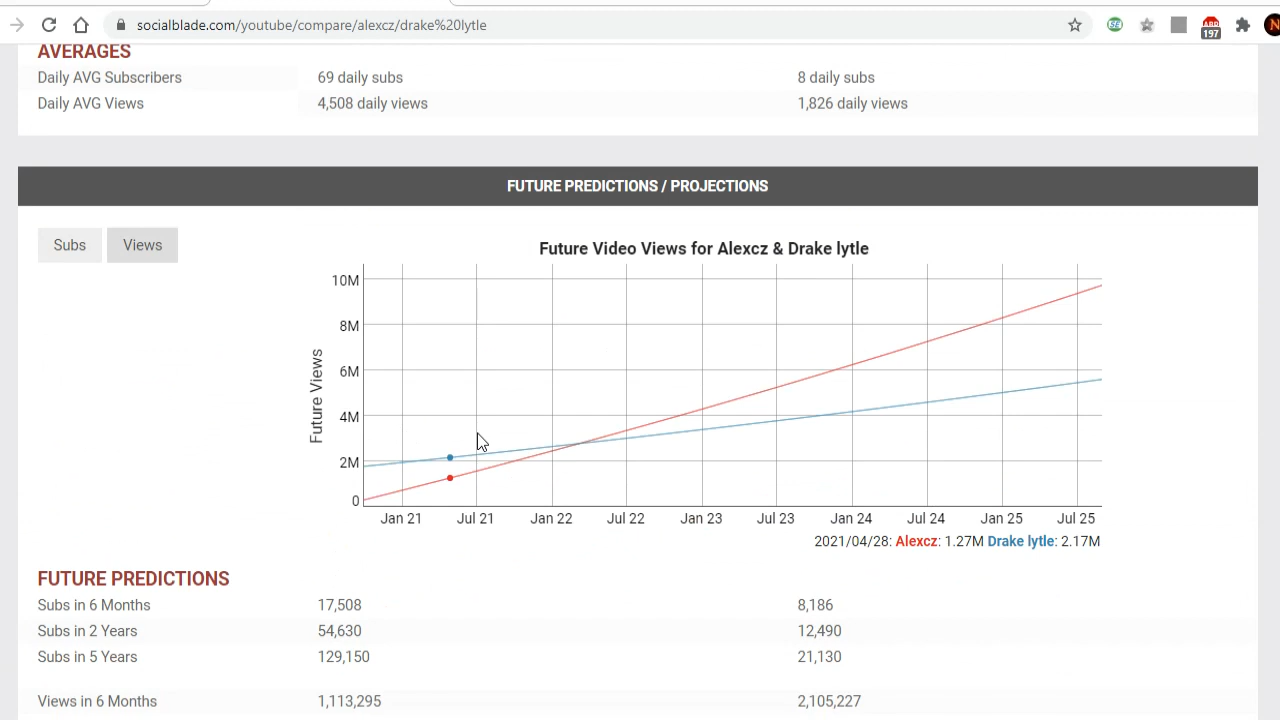 socialblade.com/youtube/compare/alexcz/drake%20lytle
SE
ABD
197
N
AVERAGES
Daily AVG Subscribers 69 daily subs 8 daily subs
Daily AVG Views 4,508 daily views 1,826 daily views
FUTURE PREDICTIONS / PROJECTIONS
Subs Views
Future Video Views for Alexcz & Drake lytle
Future Views
10M
8M
6M
4M
2M
0
Jan 21 Jul 21 Jan 22 Jul 22 Jan 23 Jul 23 Jan 24 Jul 24 Jan 25 Jul 25
2021/04/28: Alexcz: 1.27M Drake lytle: 2.17M
FUTURE PREDICTIONS
Subs in 6 Months 17,508 8,186
Subs in 2 Years 54,630 12,490
Subs in 5 Years 129,150 21,130
Views in 6 Months 1,113,295 2,105,227